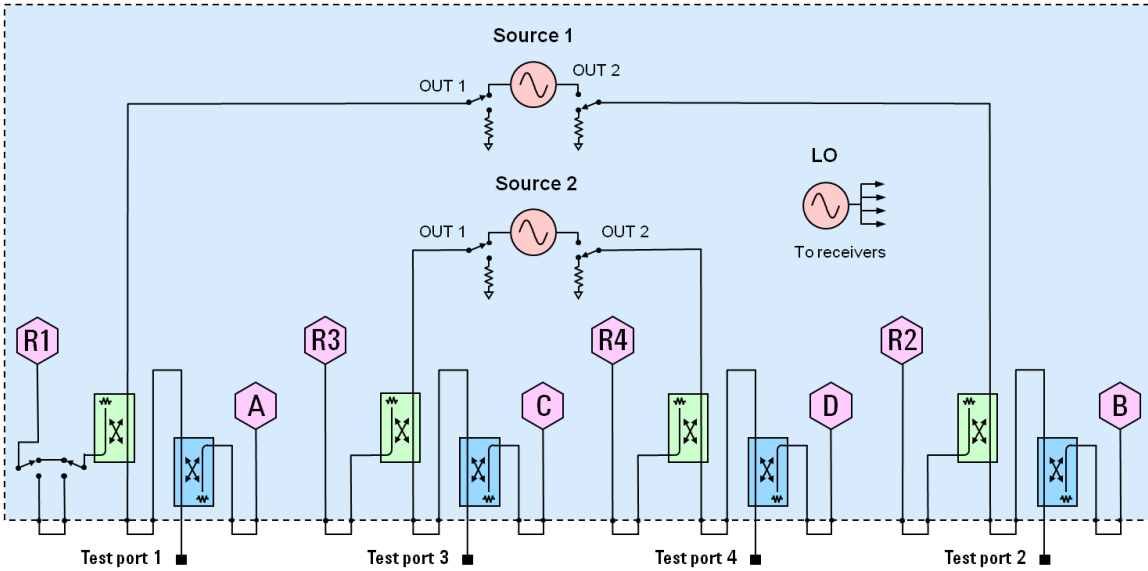 Source 1
OUT 1
OUT 2
LO
Source 2
OUT 1
OUT 2
To receivers
R1
R3
R4
R2
A
C
D
B
Test port 1
Test port 3
Test port 4
Test port 2